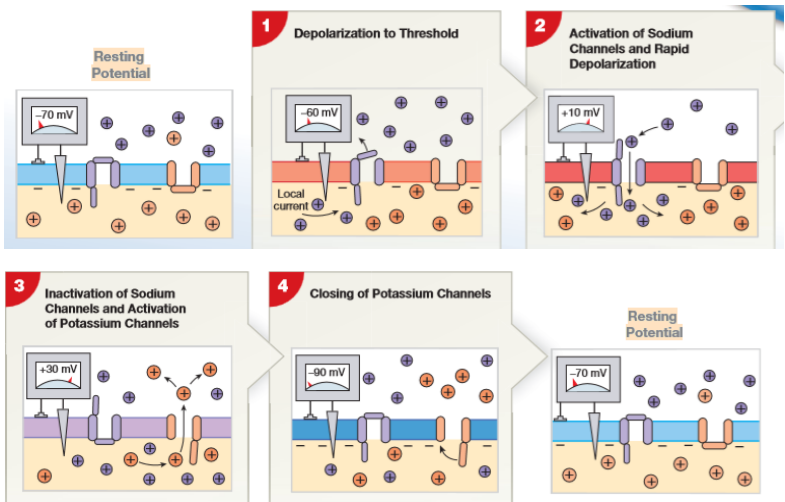 Resting
Potential
−70 mV
1
Depolarization to Threshold
−60 mV
Local
current
2
Activation of Sodium
Channels and Rapid
Depolarization
+10 mV
3
Inactivation of Sodium
Channels and Activation
of Potassium Channels
+30 mV
4
Closing of Potassium Channels
−90 mV
Resting
Potential
−70 mV